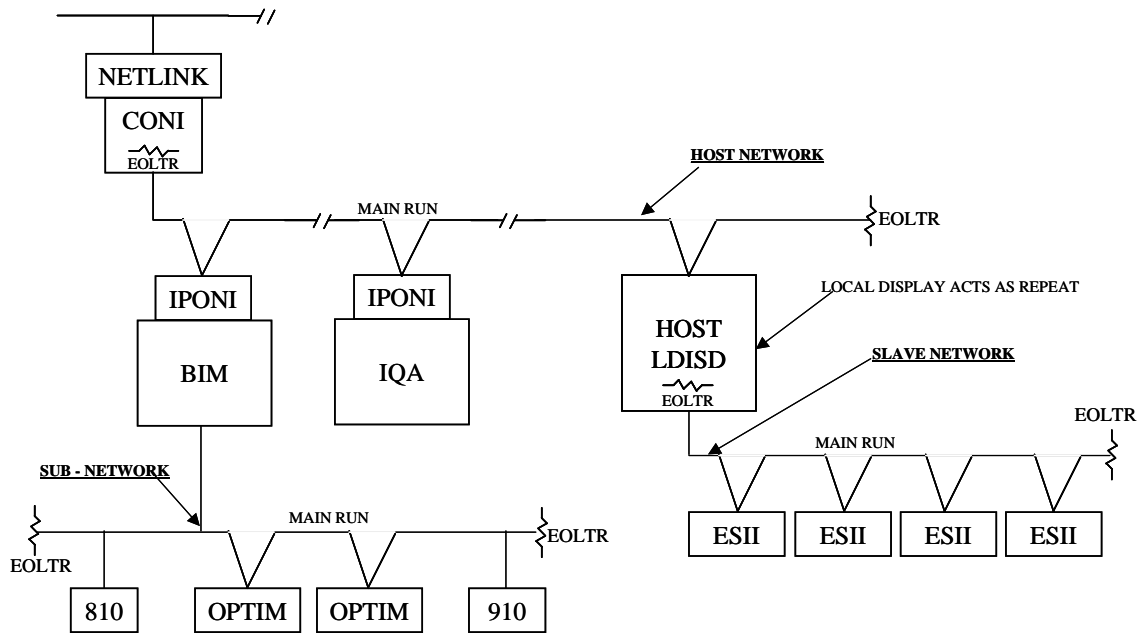 NETLINK
CONI
EOLTR
HOST NETWORK
MAIN RUN
EOLTR
IPONI
IPONI
LOCAL DISPLAY ACTS AS REPEAT
BIM
IQA
HOST
LDISD
EOLTR
SLAVE NETWORK
EOLTR
MAIN RUN
SUB - NETWORK
MAIN RUN
EOLTR
EOLTR
ESII
ESII
ESII
ESII
810
OPTIM
OPTIM
910